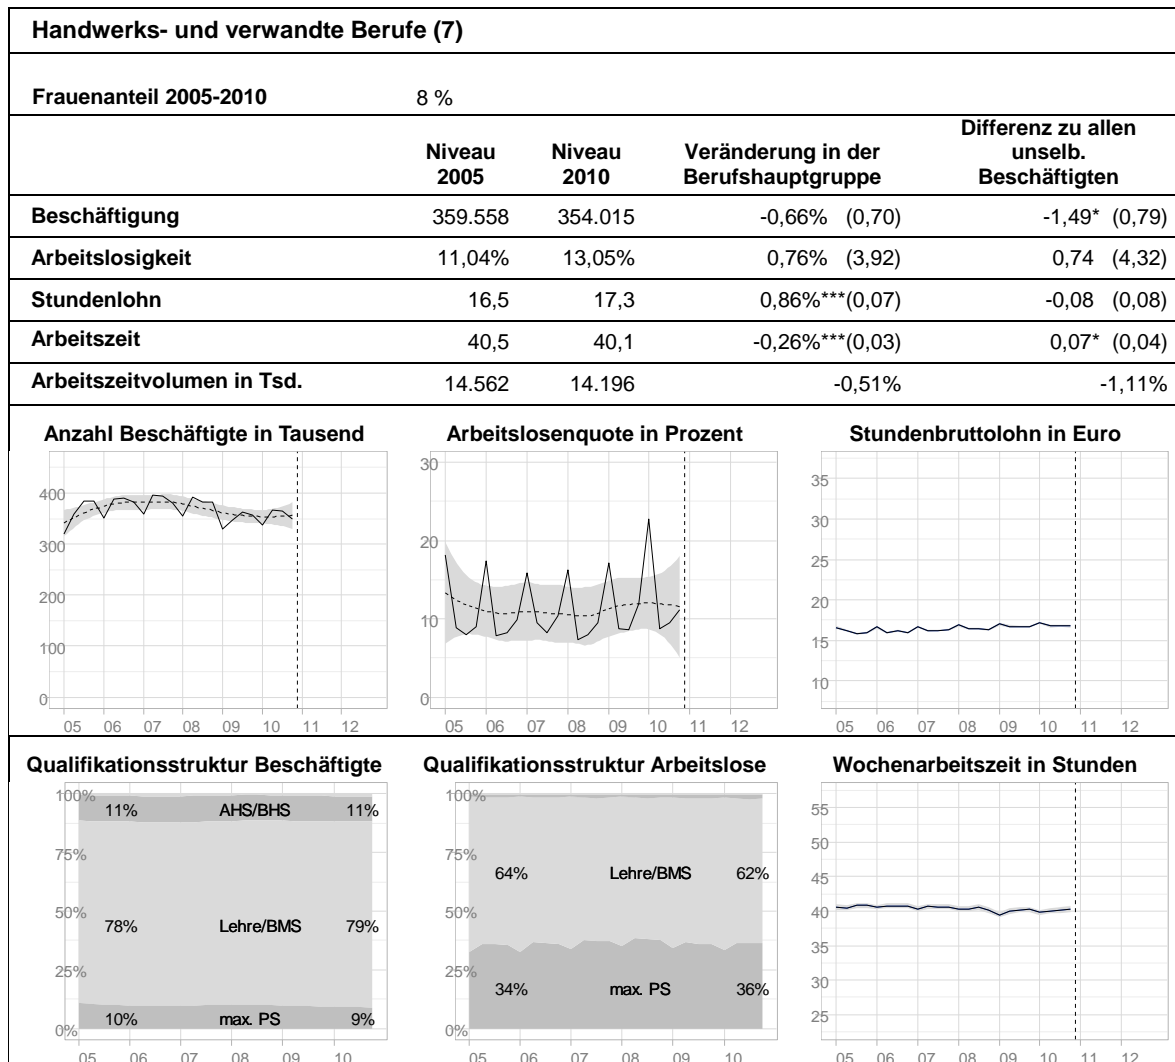 Handwerks- und verwandte Berufe (7)
Frauenanteil 2005-2010 8 %
Niveau 2005 Niveau 2010 Veränderung in der Berufshauptgruppe Differenz zu allen unselb. Beschäftigten
Beschäftigung 359.558 354.015 -0,66% (0,70) -1,49* (0,79)
Arbeitslosigkeit 11,04% 13,05% 0,76% (3,92) 0,74 (4,32)
Stundenlohn 16,5 17,3 0,86%***(0,07) -0,08 (0,08)
Arbeitszeit 40,5 40,1 -0,26%***(0,03) 0,07* (0,04)
Arbeitszeitvolumen in Tsd. 14.562 14.196 -0,51% -1,11%
Anzahl Beschäftigte in Tausend
400
300
200
100
0
05 06 07 08 09 10 11 12
Arbeitslosenquote in Prozent
30
20
10
0
05 06 07 08 09 10 11 12
Stundenbruttolohn in Euro
35
30
25
20
15
10
05 06 07 08 09 10 11 12
Qualifikationsstruktur Beschäftigte
100%
11% AHS/BHS 11%
75%
50%
78% Lehre/BMS 79%
25%
10% max. PS 9%
0%
05 06 07 08 09 10
Qualifikationsstruktur Arbeitslose
100%
75%
64% Lehre/BMS 62%
50%
25%
34% max. PS 36%
0%
05 06 07 08 09 10
Wochenarbeitszeit in Stunden
55
50
45
40
35
30
25
05 06 07 08 09 10 11 12